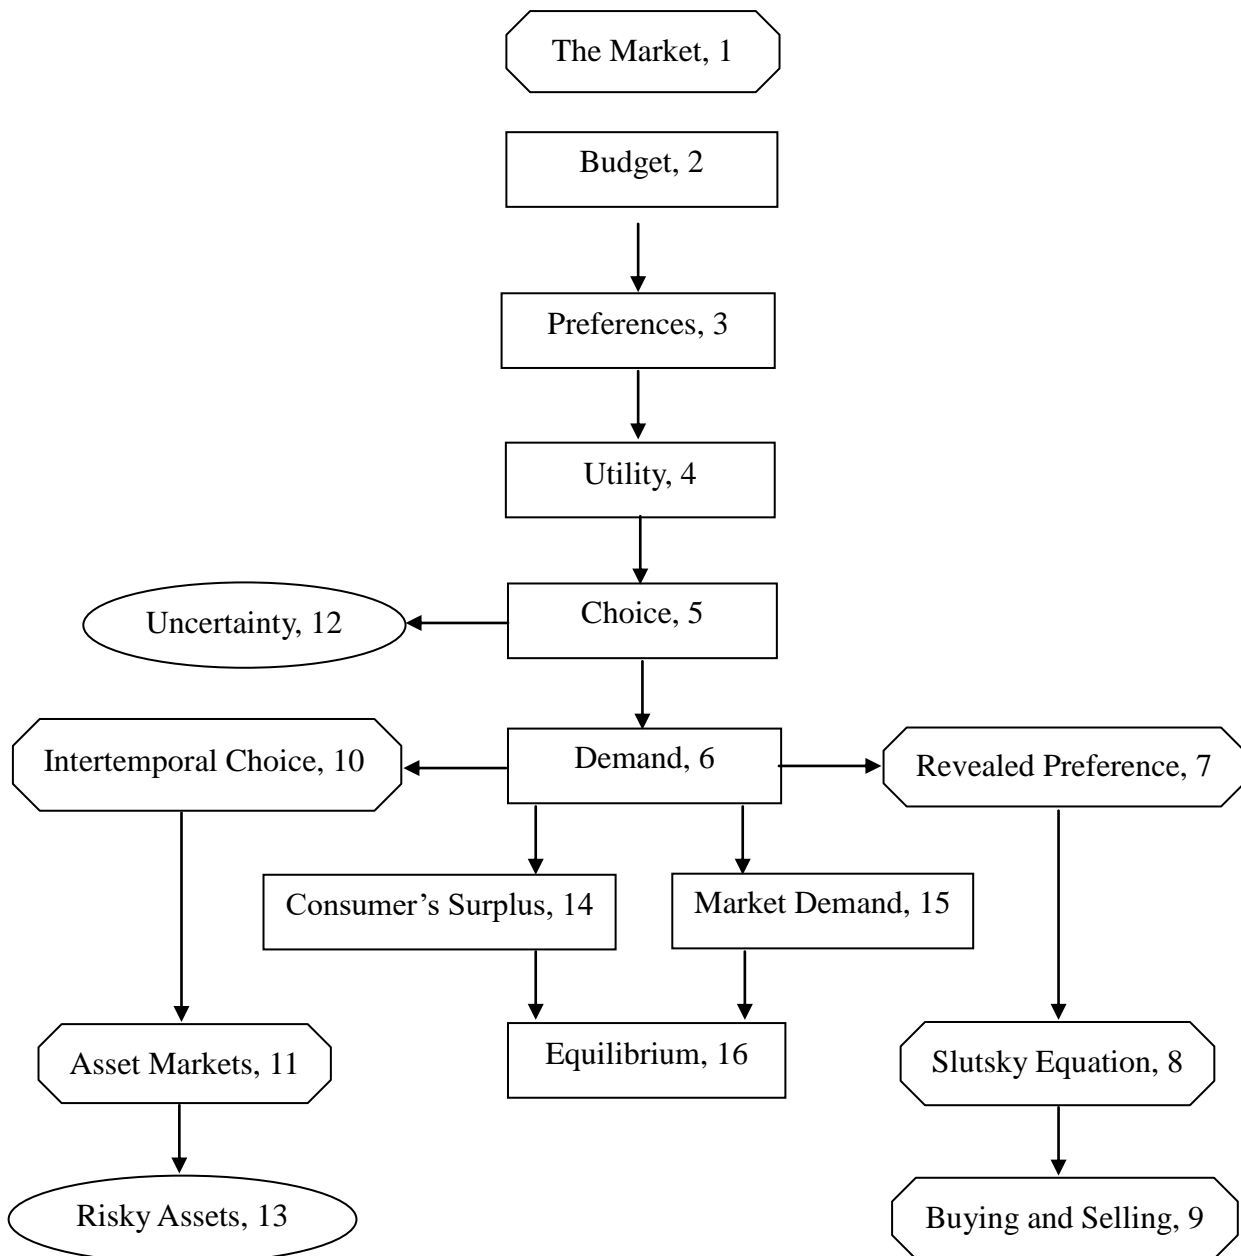 The Market, 1
Budget, 2
Preferences, 3
Utility, 4
Uncertainty, 12
Choice, 5
Intertemporal Choice, 10
Demand, 6
Revealed Preference, 7
Consumer’s Surplus, 14
Market Demand, 15
Asset Markets, 11
Equilibrium, 16
Slutsky Equation, 8
Risky Assets, 13
Buying and Selling, 9